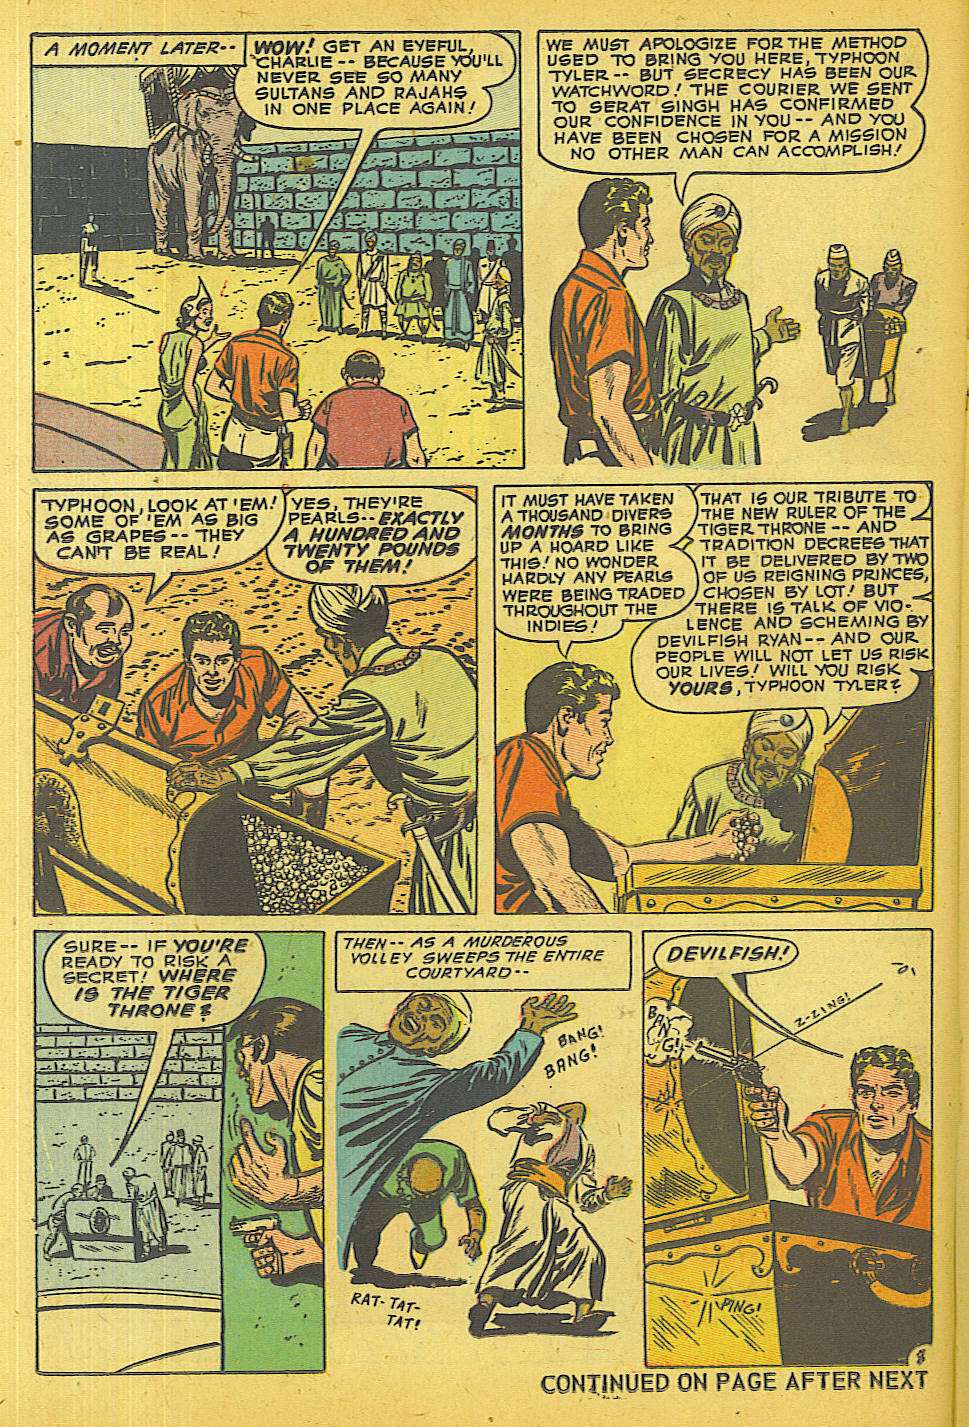 A MOMENT LATER--
WOW! GET AN EYEFUL,
CHARLIE-- BECAUSE YOU'LL
NEVER SEE SO MANY
SULTANS AND RAJAHS
IN ONE PLACE AGAIN!
WE MUST APOLOGIZE FOR THE METHOD
USED TO BRING YOU HERE, TYPHOON
TYLER-- BUT SECRECY HAS BEEN OUR
WATCHWORD! THE COURIER WE SENT
TO SERAT SINGH HAS CONFIRMED
OUR CONFIDENCE IN YOU-- AND YOU
HAVE BEEN CHOSEN FOR A MISSION
NO OTHER MAN CAN ACCOMPLISH!
TYPHOON, LOOK AT 'EM!
SOME OF 'EM AS BIG
AS GRAPES-- THEY
CAN'T BE REAL!
YES, THEY'RE
PEARLS-- EXACTLY
A HUNDRED AND
TWENTY POUNDS
OF THEM!
IT MUST HAVE TAKEN
A THOUSAND DIVERS
MONTHS TO BRING
UP A HOARD LIKE
THIS! NO WONDER
HARDLY ANY PEARLS
WERE BEING TRADED
THROUGHOUT THE
INDIES!
THAT IS OUR TRIBUTE TO
THE NEW RULER OF THE
TIGER THRONE-- AND
TRADITION DECREES THAT
IT BE DELIVERED BY TWO
OF US REIGNING PRINCES,
CHOSEN BY LOT! BUT
THERE IS TALK OF VIO-
LENCE AND SCHEMING BY
DEVILFISH RYAN-- AND OUR
PEOPLE WILL NOT LET US RISK
OUR LIVES! WILL YOU RISK
YOURS, TYPHOON TYLER?
SURE-- IF YOU'RE
READY TO RISK A
SECRET! WHERE
IS THE TIGER
THRONE?
THEN-- AS A MURDEROUS
VOLLEY SWEEPS THE ENTIRE
COURTYARD--
BANG!
BANG!
RAT-TAT-
TAT!
DEVILFISH!
Z-ZING!
BAN
NG!
PING!
8
CONTINUED ON PAGE AFTER NEXT